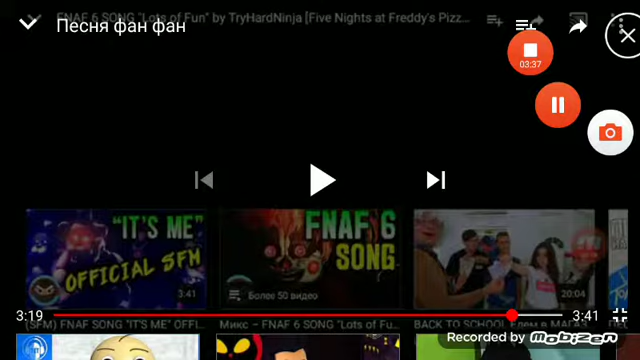 FNAF 6 SONG "Lots of Fun" by TryHardNinja [Five Nights at Freddy's Pizz...
Песня фан фан
03:37
"IT'S ME"
OFFICIAL SFM
3:41
FNAF 6
SONG
Более 50 видео
20:04
3:19
3:41
(SFM) FNAF SONG "IT'S ME" OFFI...
Микс – FNAF 6 SONG "Lots of Fu...
BACK TO SCHOOL
Едем в МАГАЗ
Recorded by mobizen